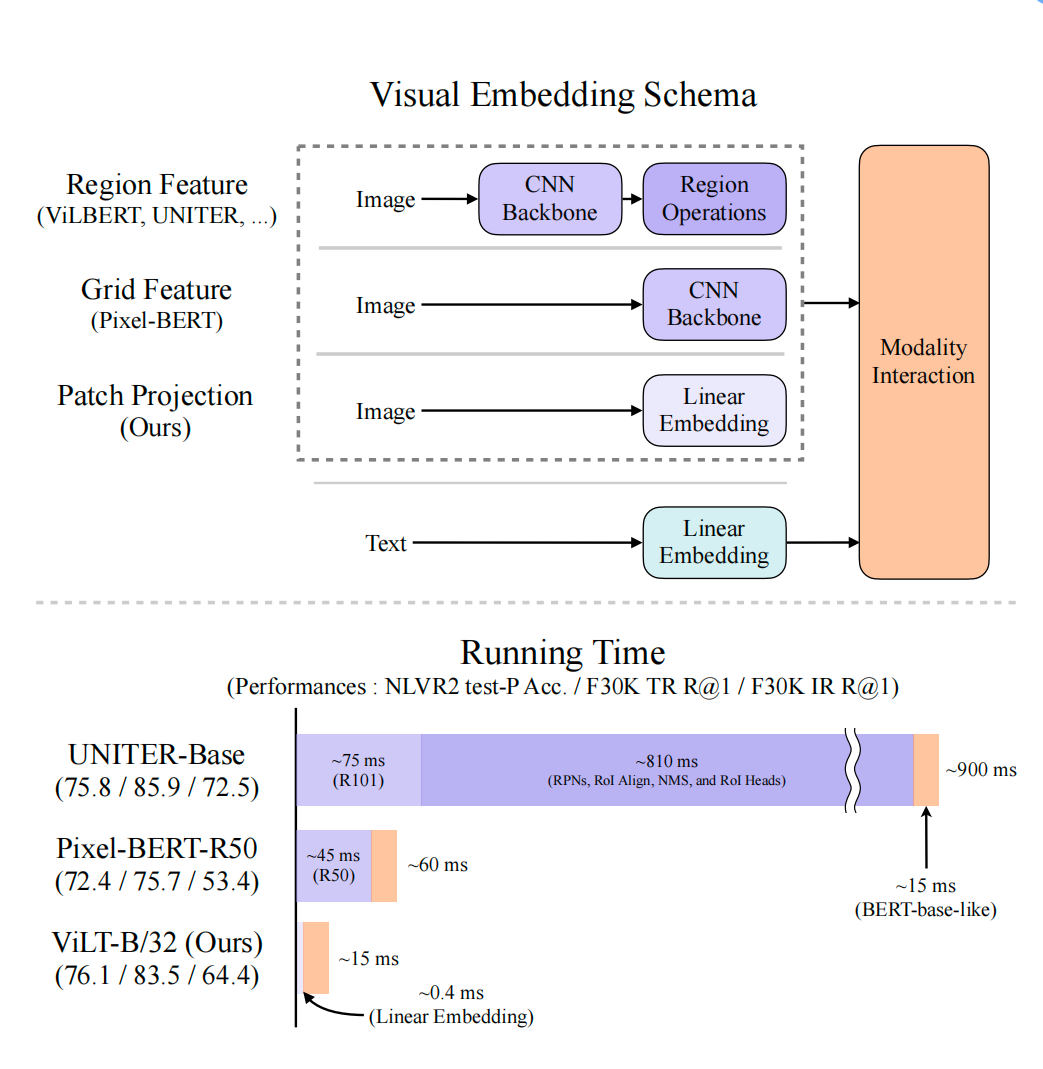 Visual Embedding Schema
Region Feature
(ViLBERT, UNITER, ...)
Image
CNN
Backbone
Region
Operations
Grid Feature
(Pixel-BERT)
Image
CNN
Backbone
Patch Projection
(Ours)
Image
Linear
Embedding
Text
Linear
Embedding
Modality
Interaction
Running Time
(Performances : NLVR2 test-P Acc. / F30K TR R@1 / F30K IR R@1)
UNITER-Base
(75.8 / 85.9 / 72.5)
~75 ms
(R101)
~810 ms
(RPNs, RoI Align, NMS, and RoI Heads)
~900 ms
~15 ms
(BERT-base-like)
Pixel-BERT-R50
(72.4 / 75.7 / 53.4)
~45 ms
(R50)
~60 ms
ViLT-B/32 (Ours)
(76.1 / 83.5 / 64.4)
~15 ms
~0.4 ms
(Linear Embedding)